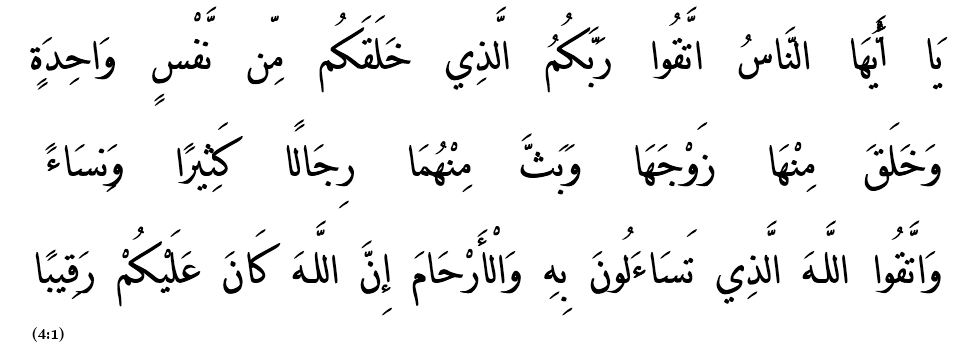 يَا أَيُّهَا النَّاسُ اتَّقُوا رَبَّكُمُ الَّذِي خَلَقَكُم مِّن نَّفْسٍ وَاحِدَةٍ
وَخَلَقَ مِنْهَا زَوْجَهَا وَبَثَّ مِنْهُمَا رِجَالًا كَثِيرًا وَنِسَاءً
وَاتَّقُوا اللَّهَ الَّذِي تَسَاءَلُونَ بِهِ وَالْأَرْحَامَ إِنَّ اللَّهَ كَانَ عَلَيْكُمْ رَقِيبًا
(4:1)